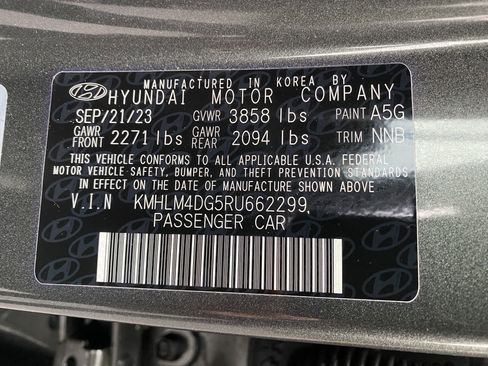 MANUFACTURED IN KOREA BY
HYUNDAI MOTOR COMPANY
SEP/21/23 GVWR 3858 lbs PAINT A5G
GAWR FRONT 2271 lbs GAWR REAR 2094 lbs TRIM NNB
THIS VEHICLE CONFORMS TO ALL APPLICABLE U.S.A. FEDERAL
MOTOR VEHICLE SAFETY, BUMPER, AND THEFT PREVENTION STANDARDS
IN EFFECT ON THE DATE OF MANUFACTURE SHOWN ABOVE.
V.I.N KMHLM4DG5RU662299,
PASSENGER CAR